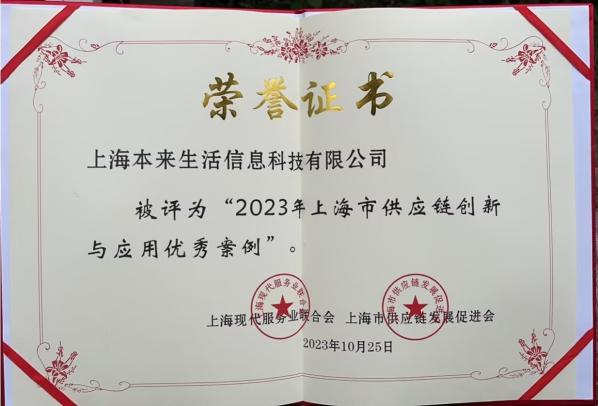 荣誉证书
上海本来生活信息科技有限公司
被评为“2023年上海市供应链创新
与应用优秀案例”。
上海现代服务业联合会 上海市供应链发展促进会
2023年10月25日